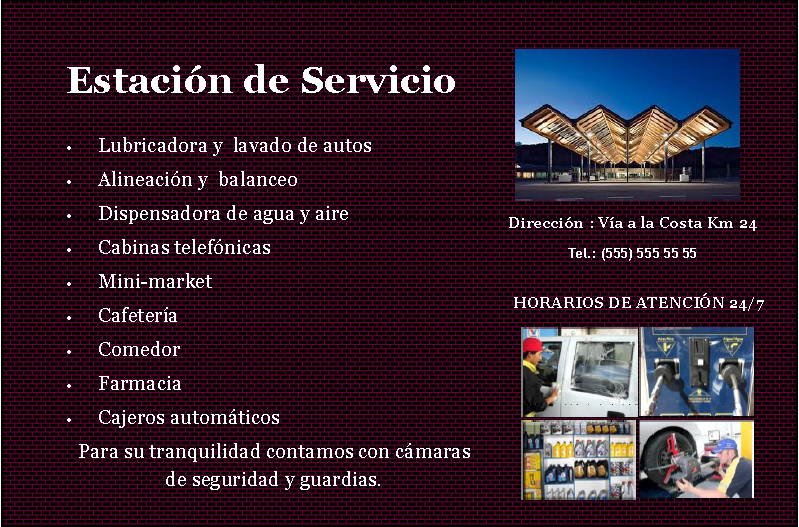 Estación de Servicio
• Lubricadora y lavado de autos
• Alineación y balanceo
• Dispensadora de agua y aire
• Cabinas telefónicas
• Mini-market
• Cafetería
• Comedor
• Farmacia
• Cajeros automáticos
Para su tranquilidad contamos con cámaras
de seguridad y guardias.
Dirección : Vía a la Costa Km 24
Tel.: (555) 555 55 55
HORARIOS DE ATENCIÓN 24/7